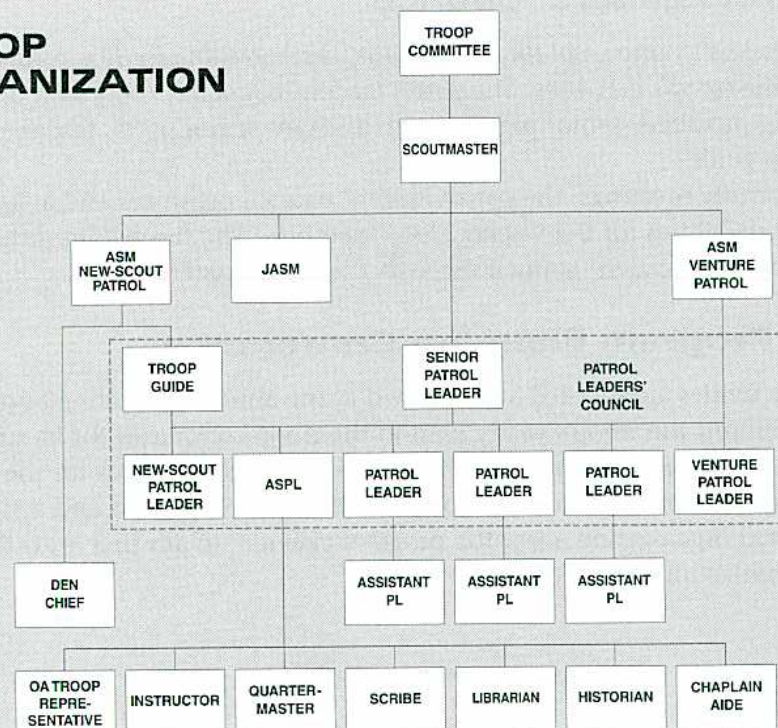 TROOP
COMMITTEE
SCOUTMASTER
ASM
NEW-SCOUT
PATROL
JASM
ASM
VENTURE
PATROL
TROOP
GUIDE
SENIOR
PATROL
LEADER
PATROL
LEADERS'
COUNCIL
NEW-SCOUT
PATROL
LEADER
ASPL
PATROL
LEADER
PATROL
LEADER
PATROL
LEADER
VENTURE
PATROL
LEADER
DEN
CHIEF
ASSISTANT
PL
ASSISTANT
PL
ASSISTANT
PL
OA TROOP
REPRE-
SENTATIVE
INSTRUCTOR
QUARTER-
MASTER
SCRIBE
LIBRARIAN
HISTORIAN
CHAPLAIN
AIDE